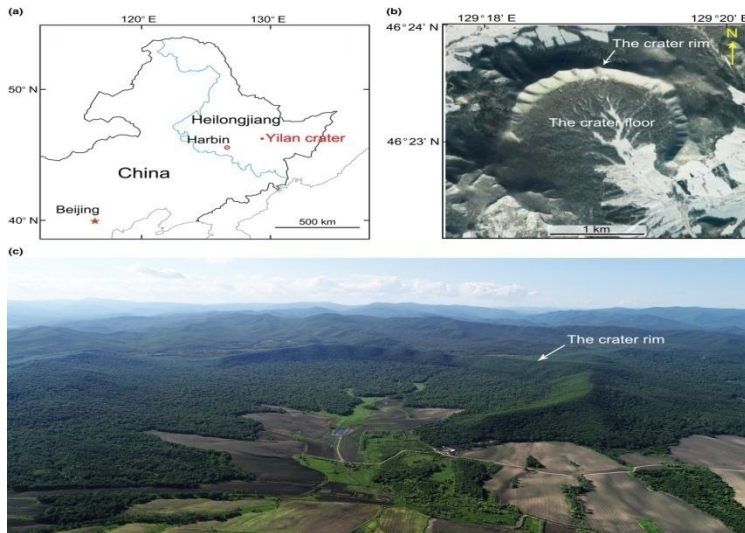 (a)
120° E
130° E
50° N
40° N
Heilongjiang
Harbin
Yilan crater
China
Beijing
500 km
(b)
129° 18’ E
129° 20’ E
46° 24’ N
46° 23’ N
N
The crater rim
The crater floor
1 km
(c)
The crater rim